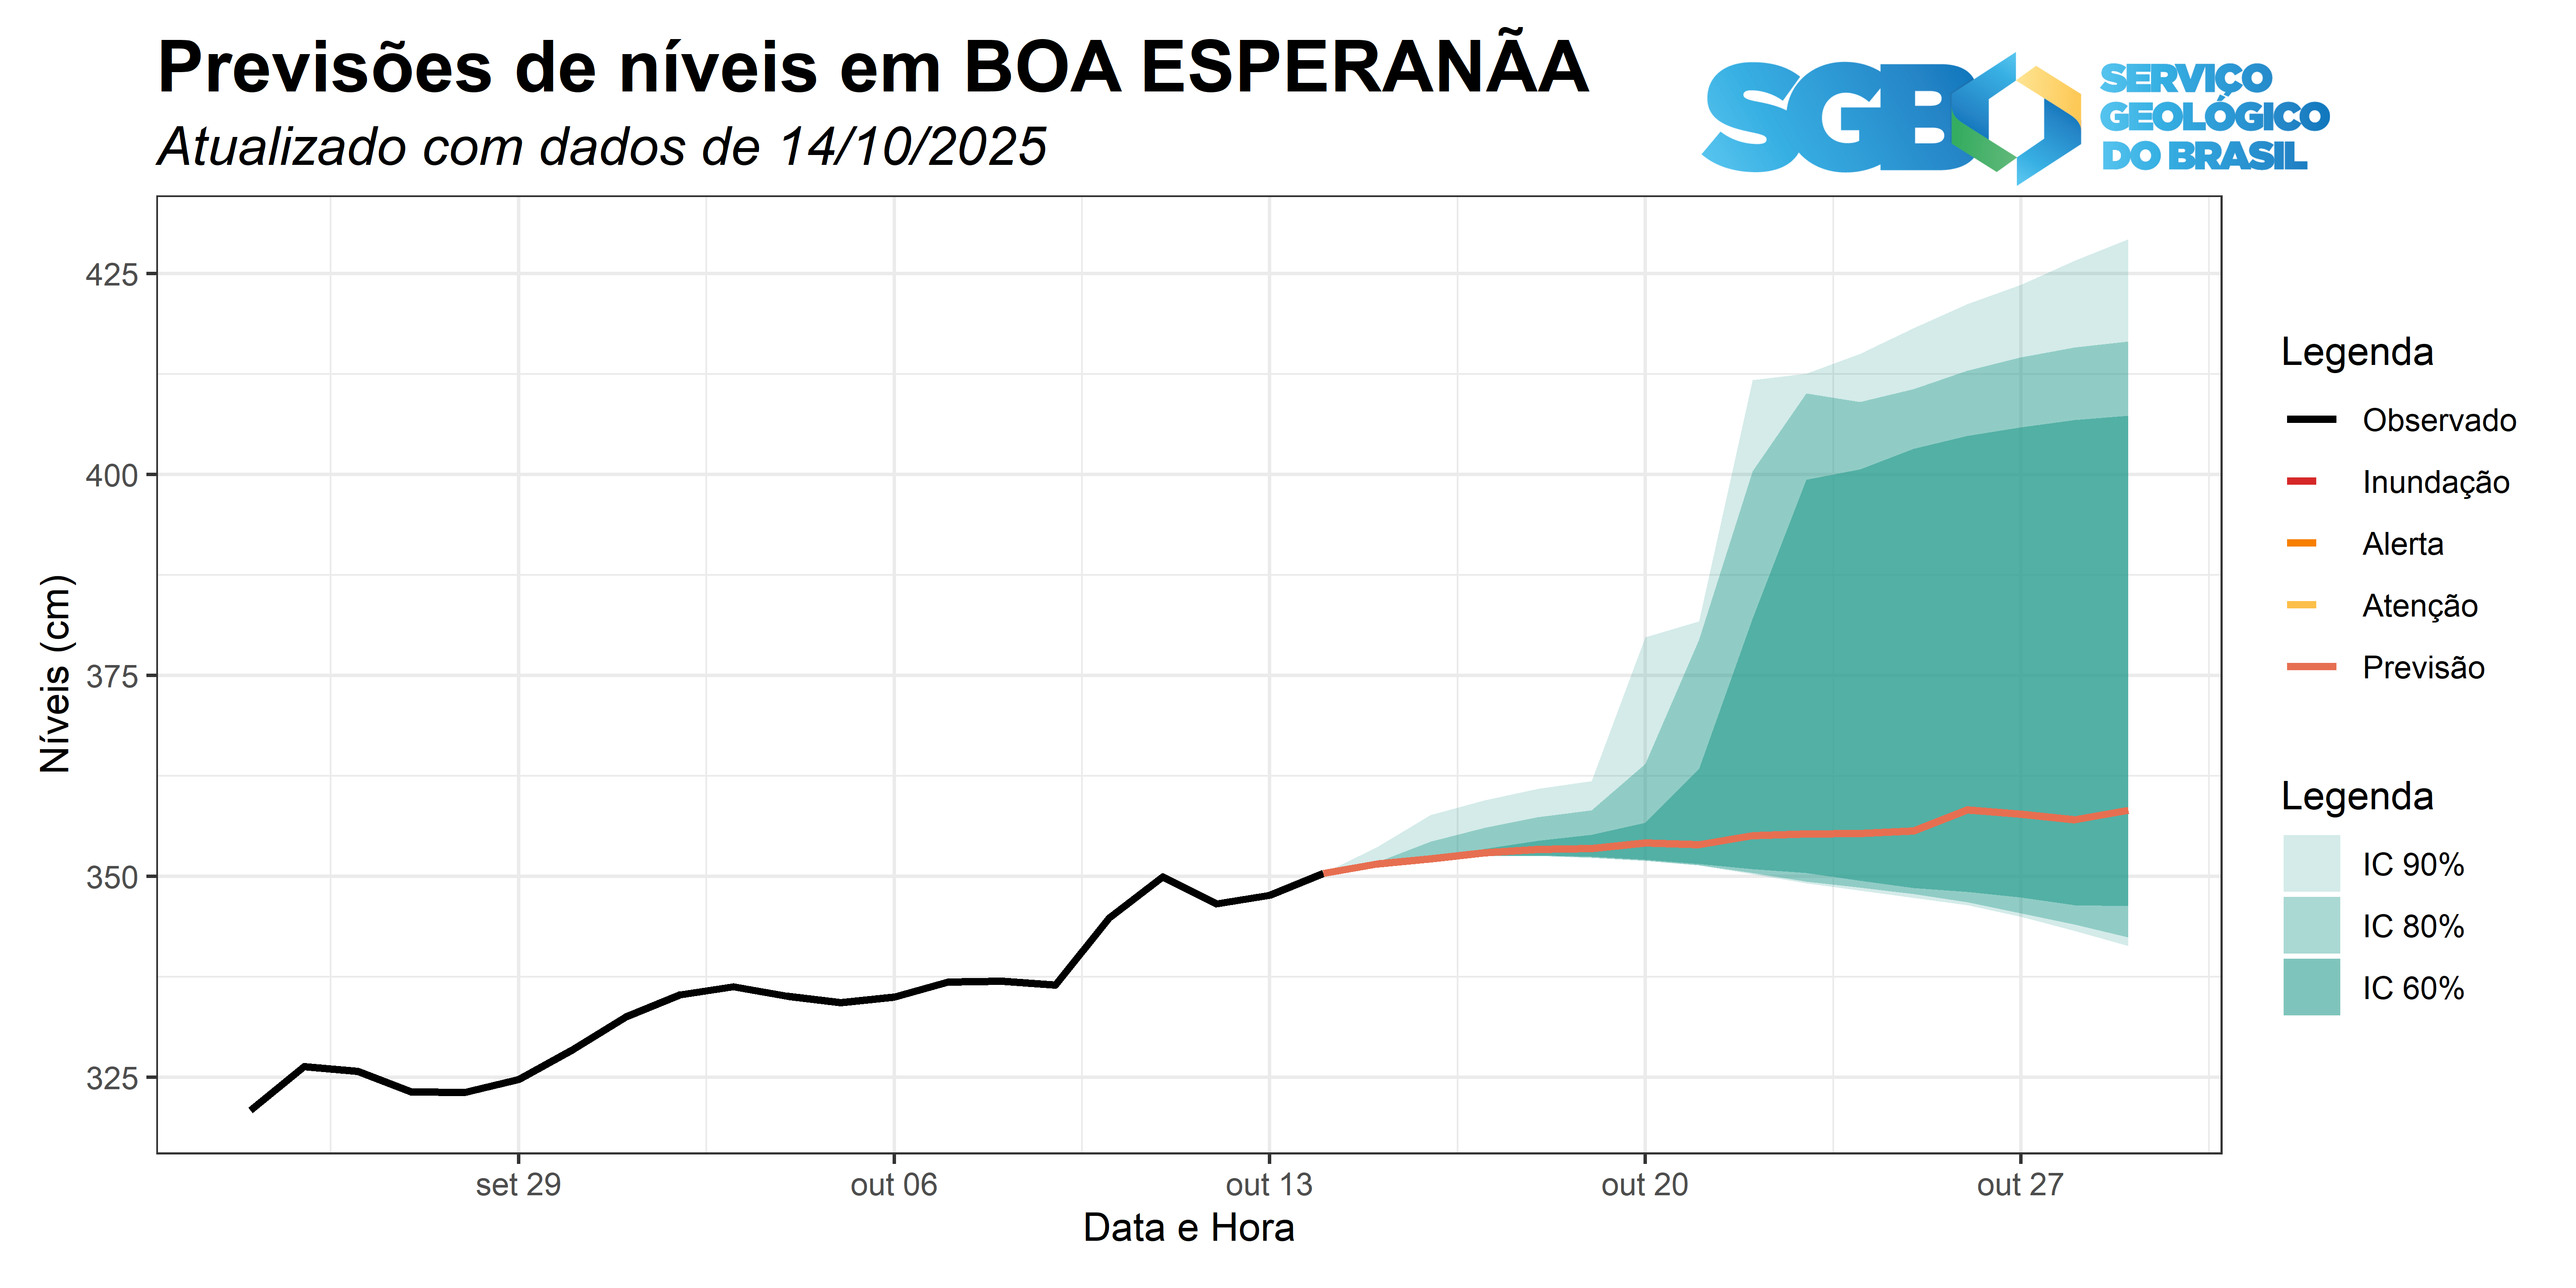 Previsões de níveis em BOA ESPERANÃA
Atualizado com dados de 14/10/2025
SGB
SERVIÇO
GEOLÓGICO
DO BRASIL
Níveis (cm)
425
400
375
350
325
set 29
out 06
out 13
out 20
out 27
Data e Hora
Legenda
Observado
Inundação
Alerta
Atenção
Previsão
Legenda
IC 90%
IC 80%
IC 60%